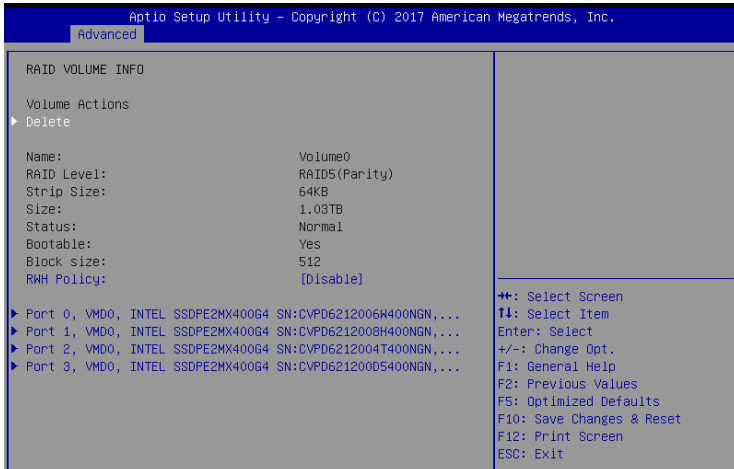 Aptio Setup Utility – Copyright (C) 2017 American Megatrends, Inc.
Advanced
RAID VOLUME INFO
Volume Actions
Delete
Name: Volume0
RAID Level: RAID5(Parity)
Strip Size: 64KB
Size: 1.03TB
Status: Normal
Bootable: Yes
Block size: 512
RWH Policy: [Disable]
Port 0, VMD0, INTEL SSDPE2MX400G4 SN:CVPD6212006W400NGN,...
Port 1, VMD0, INTEL SSDPE2MX400G4 SN:CVPD6212008H400NGN,...
Port 2, VMD0, INTEL SSDPE2MX400G4 SN:CVPD6212004T400NGN,...
Port 3, VMD0, INTEL SSDPE2MX400G4 SN:CVPD621200D5400NGN,...
→←: Select Screen
↑↓: Select Item
Enter: Select
+/-: Change Opt.
F1: General Help
F2: Previous Values
F5: Optimized Defaults
F10: Save Changes & Reset
F12: Print Screen
ESC: Exit